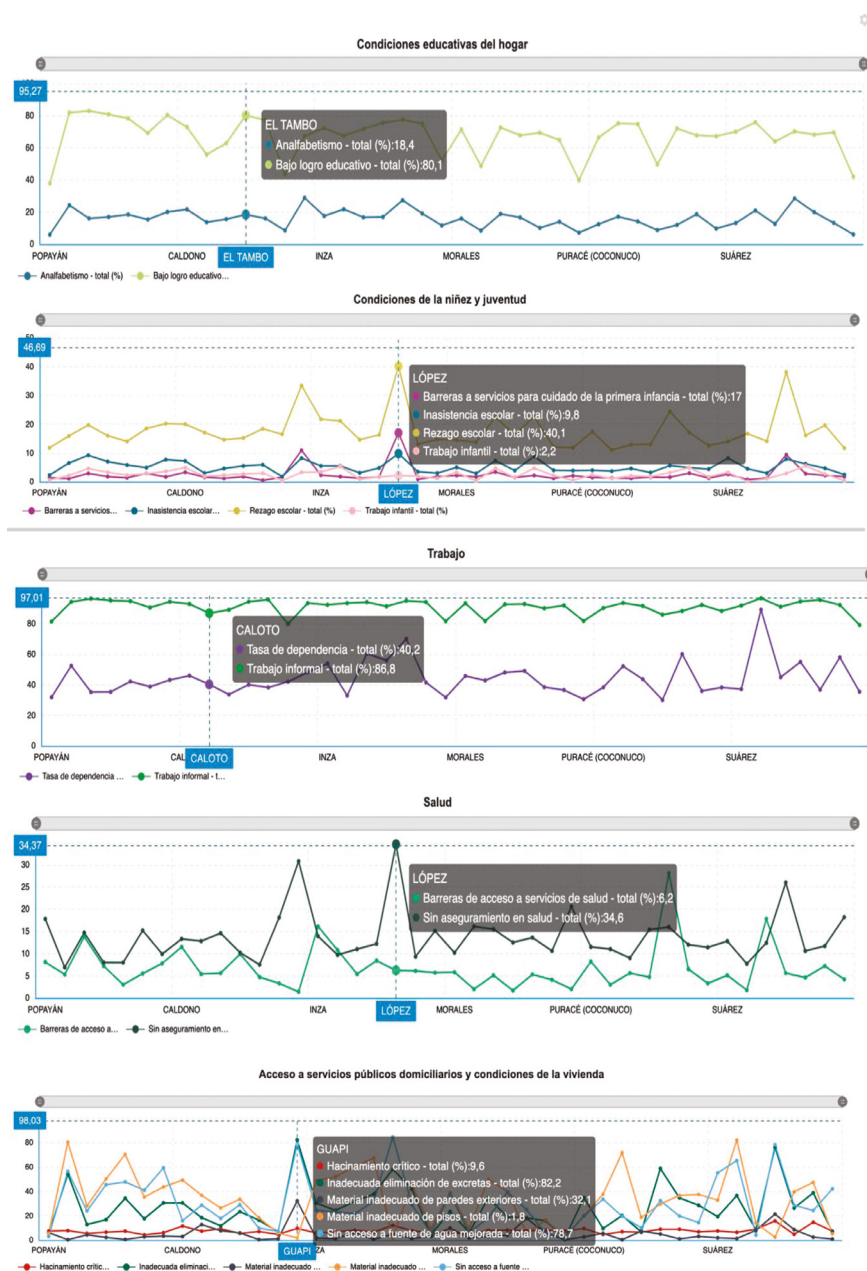 Condiciones educativas del hogar
95,27
80
60
40
20
0
EL TAMBO
Analfabetismo - total (%):18,4
Bajo logro educativo - total (%):80,1
POPAYÁN CALDONO EL TAMBO INZA MORALES PURACÉ (COCONUCO) SUÁREZ
Analfabetismo - total (%) Bajo logro educativo...
Condiciones de la niñez y juventud
50
46,69
40
30
20
10
0
LÓPEZ
Barreras a servicios para cuidado de la primera infancia - total (%):17
Inasistencia escolar - total (%):9,8
Rezago escolar - total (%):40,1
Trabajo infantil - total (%):2,2
POPAYÁN CALDONO INZA LÓPEZ MORALES PURACÉ (COCONUCO) SUÁREZ
Barreras a servicios... Inasistencia escolar... Rezago escolar - total (%) Trabajo infantil - total (%)
Trabajo
97,01
80
60
40
20
0
CALOTO
Tasa de dependencia - total (%):40,2
Trabajo informal - total (%):86,8
POPAYÁN CALOTO INZA MORALES PURACÉ (COCONUCO) SUÁREZ
Tasa de dependencia ... Trabajo informal - t...
Salud
34,37
30
25
20
15
10
5
0
LÓPEZ
Barreras de acceso a servicios de salud - total (%):6,2
Sin aseguramiento en salud - total (%):34,6
POPAYÁN CALDONO INZA LÓPEZ MORALES PURACÉ (COCONUCO) SUÁREZ
Barreras de acceso a... Sin aseguramiento en...
Acceso a servicios públicos domiciliarios y condiciones de la vivienda
98,03
80
60
40
20
0
GUAPI
Hacinamiento crítico - total (%):9,6
Inadecuada eliminación de excretas - total (%):82,2
Material inadecuado de paredes exteriores - total (%):32,1
Material inadecuado de pisos - total (%):1,8
Sin acceso a fuente de agua mejorada - total (%):78,7
POPAYÁN CALDONO GUAPI MORALES PURACÉ (COCONUCO) SUÁREZ
Hacinamiento crític... Inadecuada eliminaci... Material inadecuado ... Material inadecuado ... Sin acceso a fuente ...